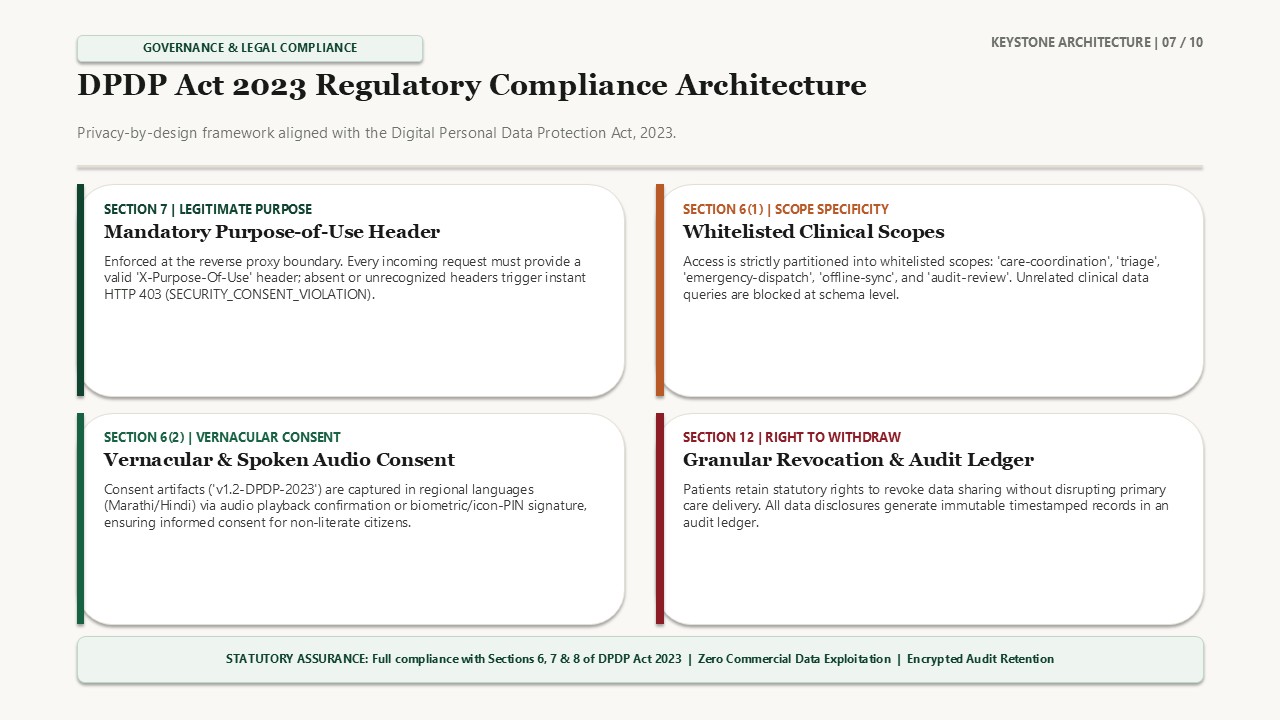 GOVERNANCE & LEGAL COMPLIANCE
KEYSTONE ARCHITECTURE | 07 / 10
DPDP Act 2023 Regulatory Compliance Architecture
Privacy-by-design framework aligned with the Digital Personal Data Protection Act, 2023.
SECTION 7 | LEGITIMATE PURPOSE
Mandatory Purpose-of-Use Header
Enforced at the reverse proxy boundary. Every incoming request must provide a
valid 'X-Purpose-Of-Use' header; absent or unrecognized headers trigger instant
HTTP 403 (SECURITY_CONSENT_VIOLATION).
SECTION 6(1) | SCOPE SPECIFICITY
Whitelisted Clinical Scopes
Access is strictly partitioned into whitelisted scopes: 'care-coordination', 'triage',
'emergency-dispatch', 'offline-sync', and 'audit-review'. Unrelated clinical data
queries are blocked at schema level.
SECTION 6(2) | VERNACULAR CONSENT
Vernacular & Spoken Audio Consent
Consent artifacts ('v1.2-DPDP-2023') are captured in regional languages
(Marathi/Hindi) via audio playback confirmation or biometric/icon-PIN signature,
ensuring informed consent for non-literate citizens.
SECTION 12 | RIGHT TO WITHDRAW
Granular Revocation & Audit Ledger
Patients retain statutory rights to revoke data sharing without disrupting primary
care delivery. All data disclosures generate immutable timestamped records in an
audit ledger.
STATUTORY ASSURANCE: Full compliance with Sections 6, 7 & 8 of DPDP Act 2023 | Zero Commercial Data Exploitation | Encrypted Audit Retention